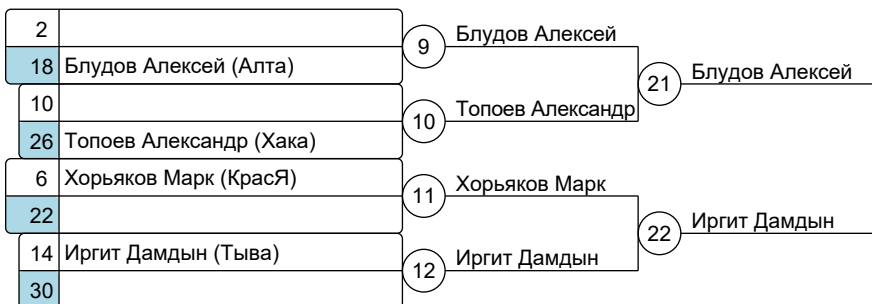 2
18 Блудов Алексей (Алта)
9 Блудов Алексей
21 Блудов Алексей
10
26 Топоев Александр (Хака)
10 Топоев Александр
6 Хорьяков Марк (КрасЯ)
22
11 Хорьяков Марк
22 Иргит Дамдын
14 Иргит Дамдын (Тыва)
30
12 Иргит Дамдын